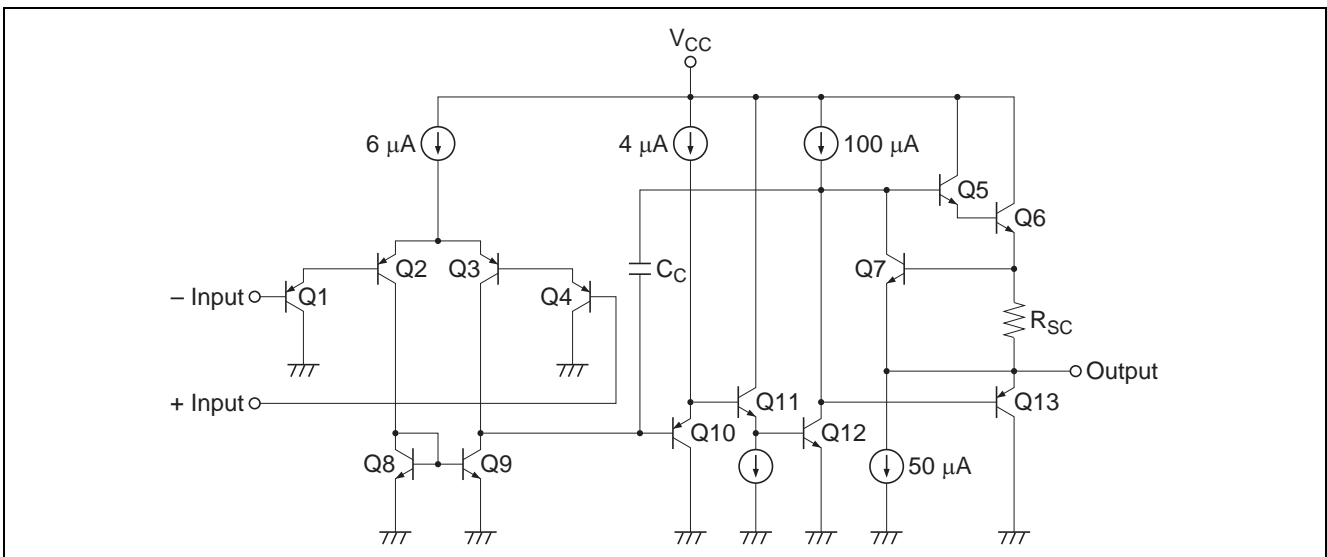 VCC
6 μA
4 μA
100 μA
Q5
Q6
Q2
Q3
CC
Q7
– Input
Q1
Q4
RSC
Output
+ Input
Q11
Q13
Q10
Q12
Q8
Q9
50 μA